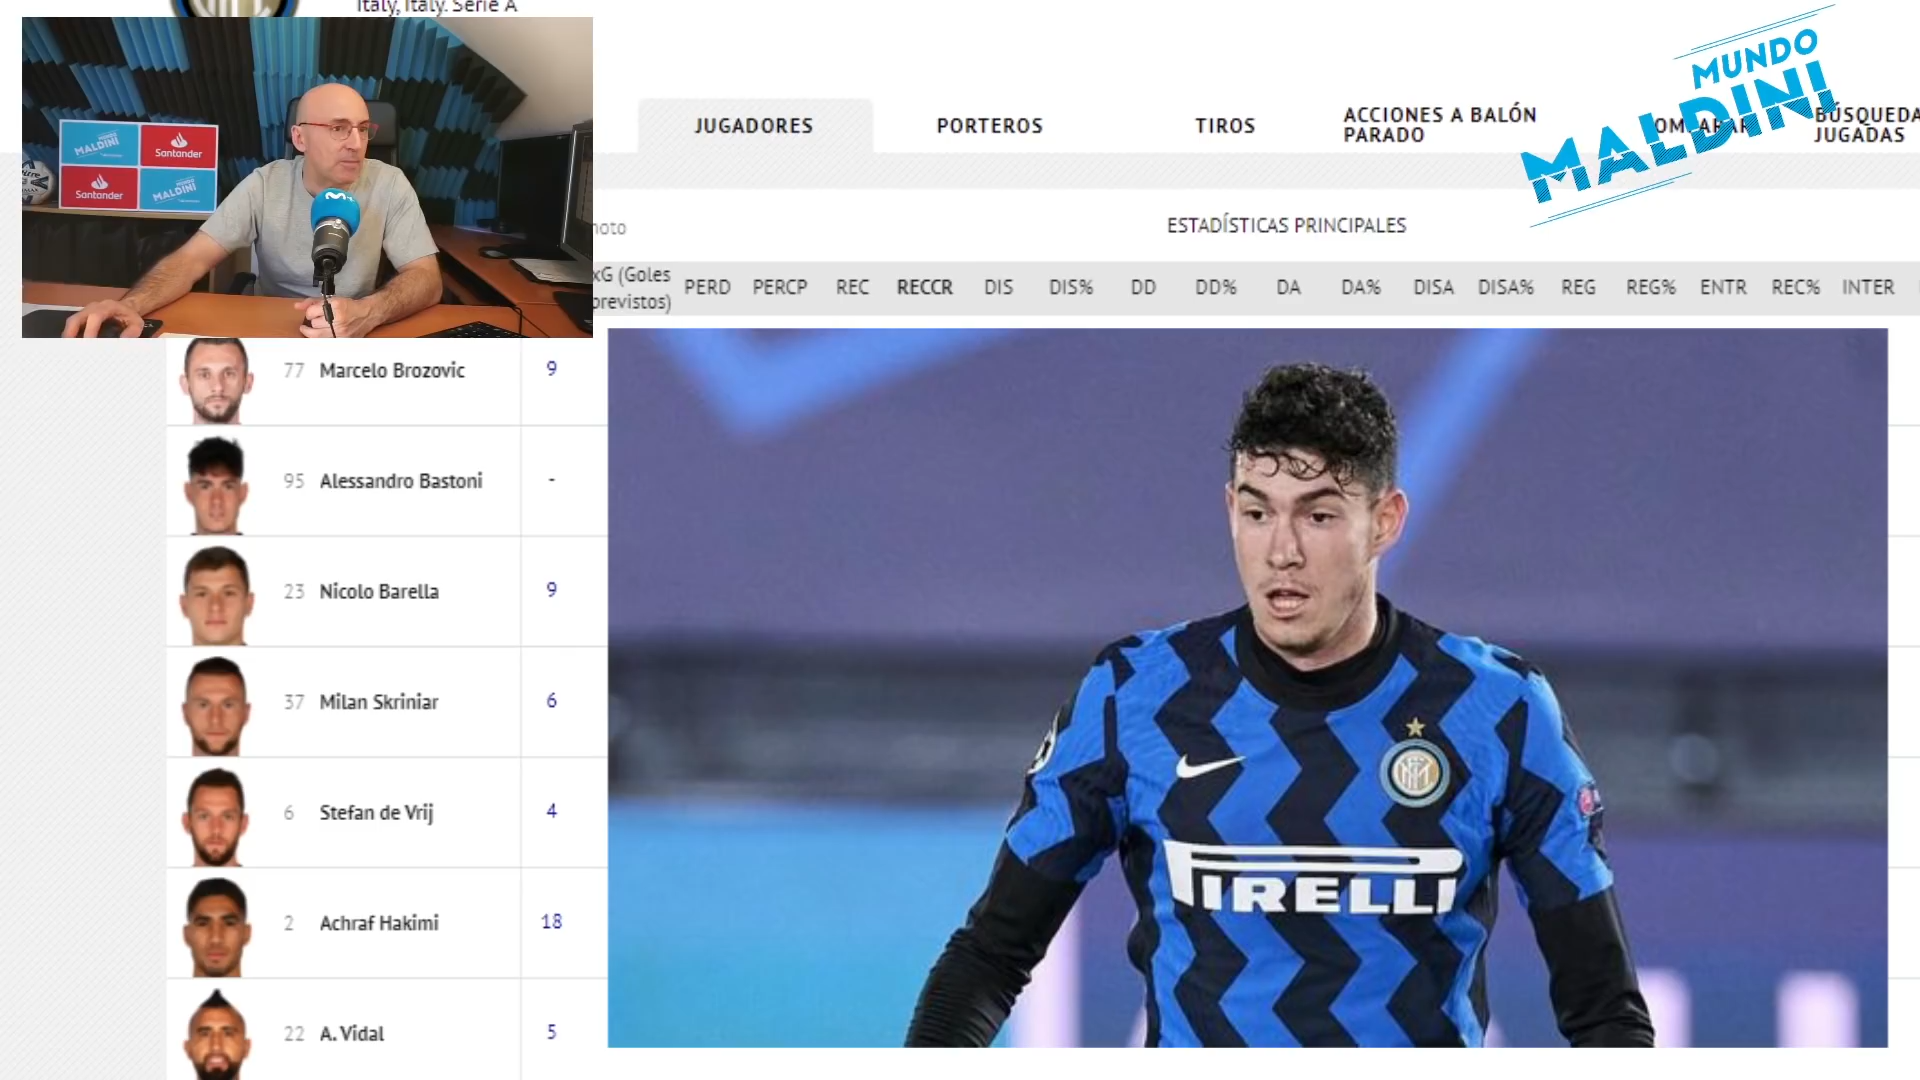 Italy, Italy. Serie A
MUNDO
MALDINI
JUGADORES
PORTEROS
TIROS
ACCIONES A BALÓN
PARADO
BÚSQUEDA
JUGADAS
MALDINI
Santander
Santander
MUNDO
MALDINI
ESTADÍSTICAS PRINCIPALES
xG (Goles
previstos)
PERD PERCP REC RECCR DIS DIS% DD DD% DA DA% DISA DISA% REG REG% ENTR REC% INTER
77 Marcelo Brozovic 9
95 Alessandro Bastoni -
23 Nicolo Barella 9
37 Milan Skriniar 6
6 Stefan de Vrij 4
2 Achraf Hakimi 18
22 A. Vidal 5
PIRELLI